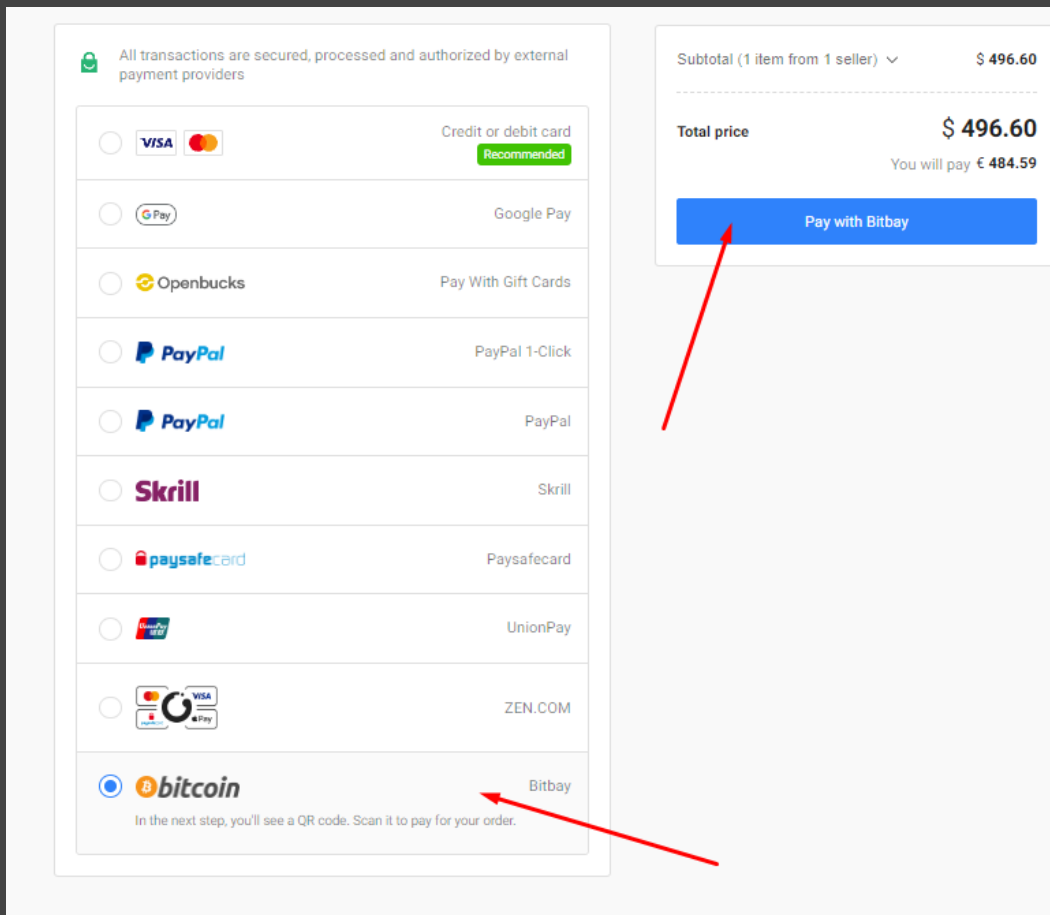 All transactions are secured, processed and authorized by external
payment providers
VISA
Credit or debit card
Recommended
G Pay
Google Pay
Openbucks
Pay With Gift Cards
PayPal
PayPal 1-Click
PayPal
PayPal
Skrill
Skrill
paysafecard
Paysafecard
UnionPay
UnionPay
VISA
Pay
ZEN.COM
bitcoin
Bitbay
In the next step, you'll see a QR code. Scan it to pay for your order.
Subtotal (1 item from 1 seller)
$ 496.60
Total price
$ 496.60
You will pay € 484.59
Pay with Bitbay